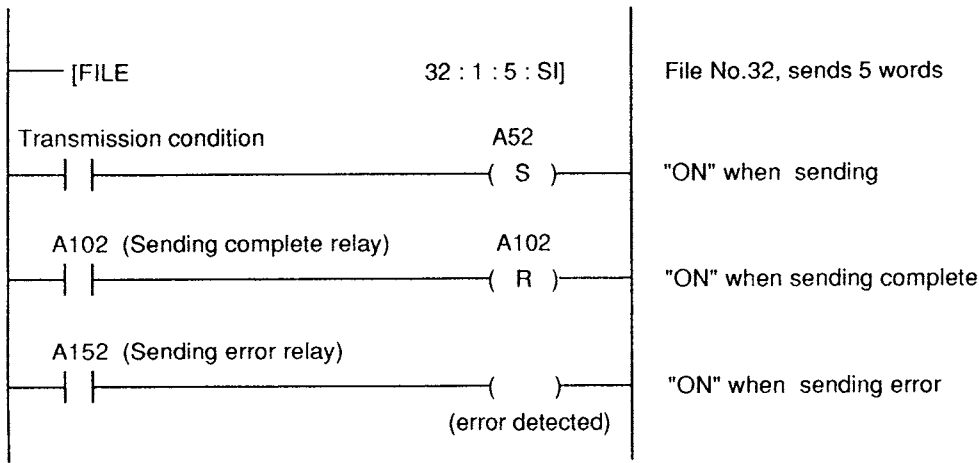 [FILE 32 : 1 : 5 : SI] File No.32, sends 5 words
Transmission condition A52
( S ) "ON" when sending
A102 (Sending complete relay) A102
( R ) "ON" when sending complete
A152 (Sending error relay)
( ) "ON" when sending error
(error detected)